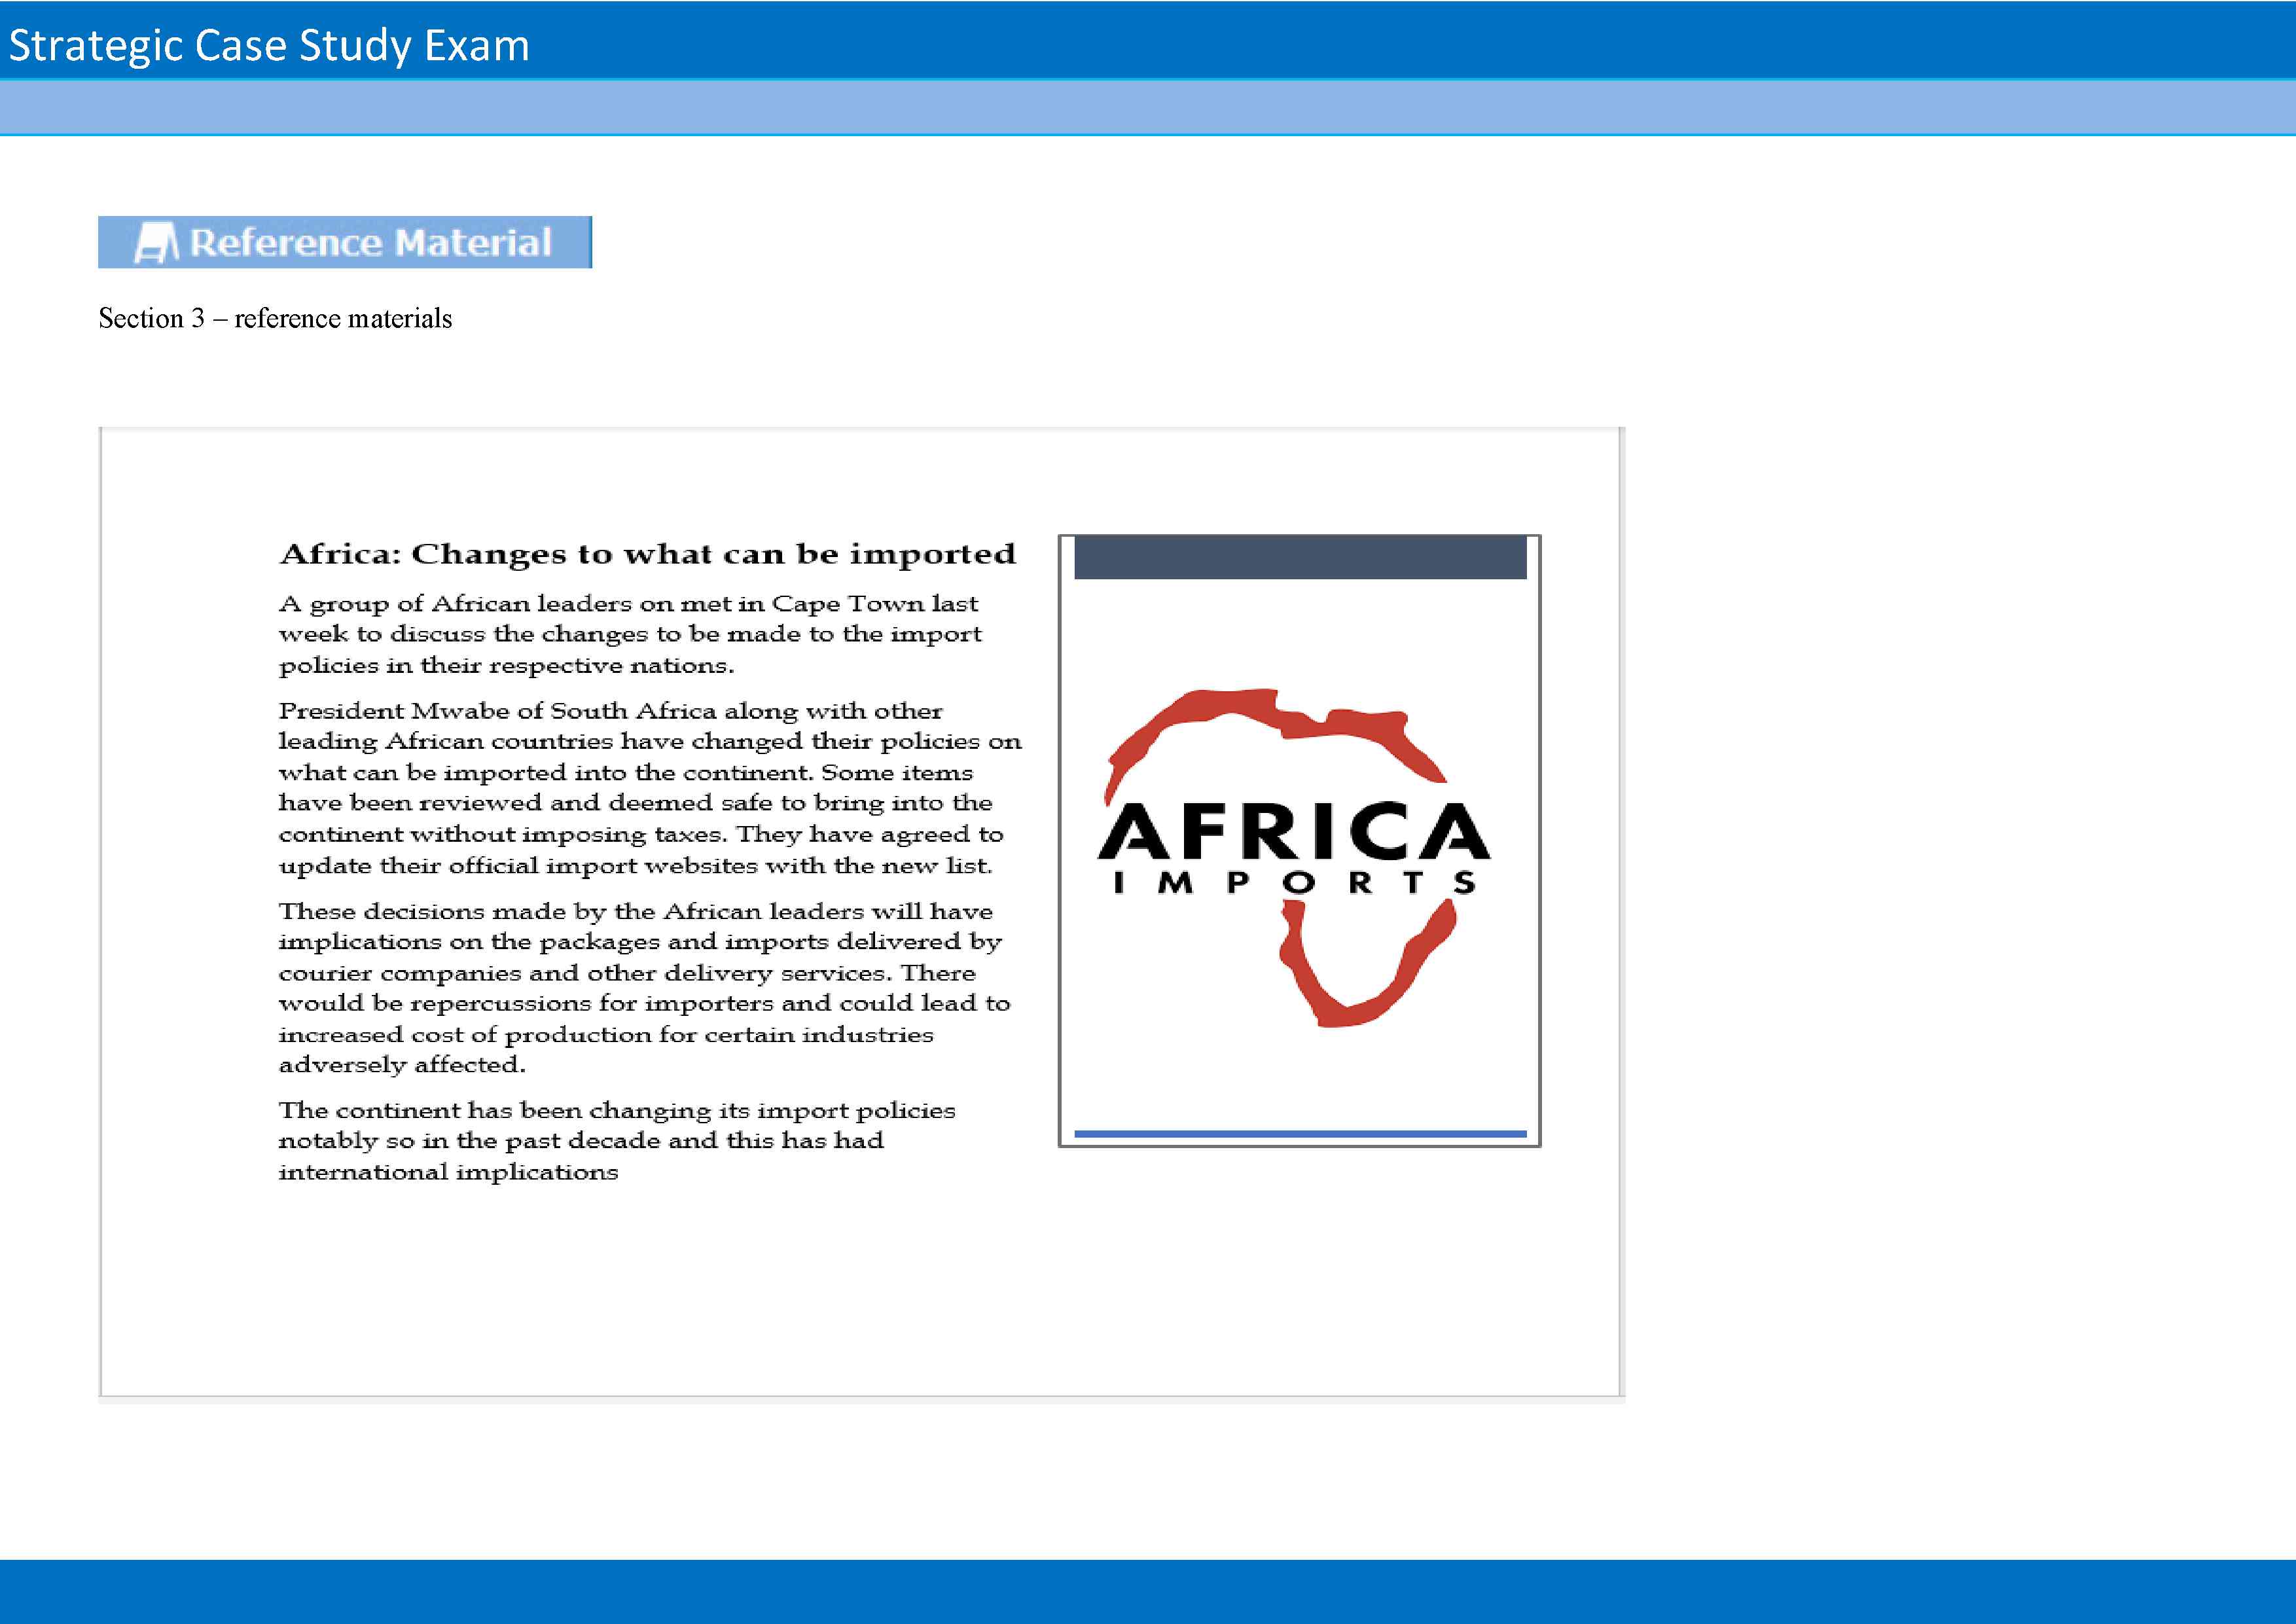 Strategic Case Study Exam
Reference Material
Section 3 – reference materials
Africa: Changes to what can be imported
A group of African leaders on met in Cape Town last
week to discuss the changes to be made to the import
policies in their respective nations.
President Mwabe of South Africa along with other
leading African countries have changed their policies on
what can be imported into the continent. Some items
have been reviewed and deemed safe to bring into the
continent without imposing taxes. They have agreed to
update their official import websites with the new list.
These decisions made by the African leaders will have
implications on the packages and imports delivered by
courier companies and other delivery services. There
would be repercussions for importers and could lead to
increased cost of production for certain industries
adversely affected.
The continent has been changing its import policies
notably so in the past decade and this has had
international implications
AFRICA
IMPORTS